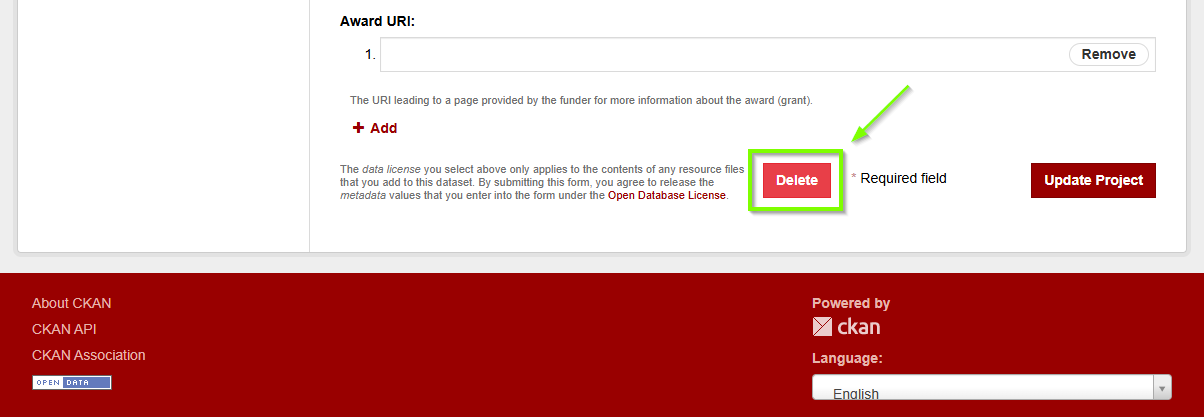 Award URI:
1.
Remove
The URI leading to a page provided by the funder for more information about the award (grant).
+ Add
The data license you select above only applies to the contents of any resource files
that you add to this dataset. By submitting this form, you agree to release the
metadata values that you enter into the form under the Open Database License.
Delete
* Required field
Update Project
About CKAN
CKAN API
CKAN Association
OPEN DATA
Powered by
ckan
Language:
English